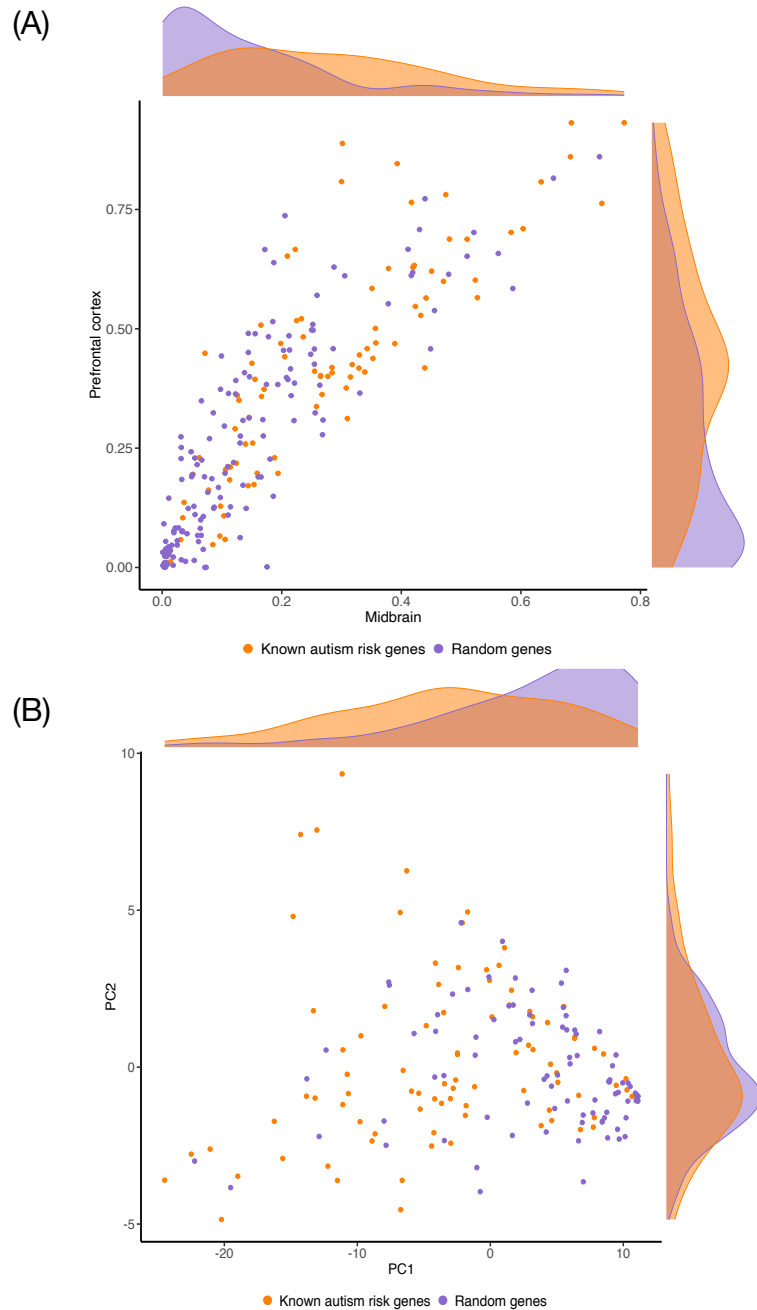 (A)
Prefrontal cortex
0.75
0.50
0.25
0.00
0.0 0.2 0.4 0.6 0.8
Midbrain
Known autism risk genes Random genes
(B)
PC2
10
5
0
-5
-20 -10 0 10
PC1
Known autism risk genes Random genes